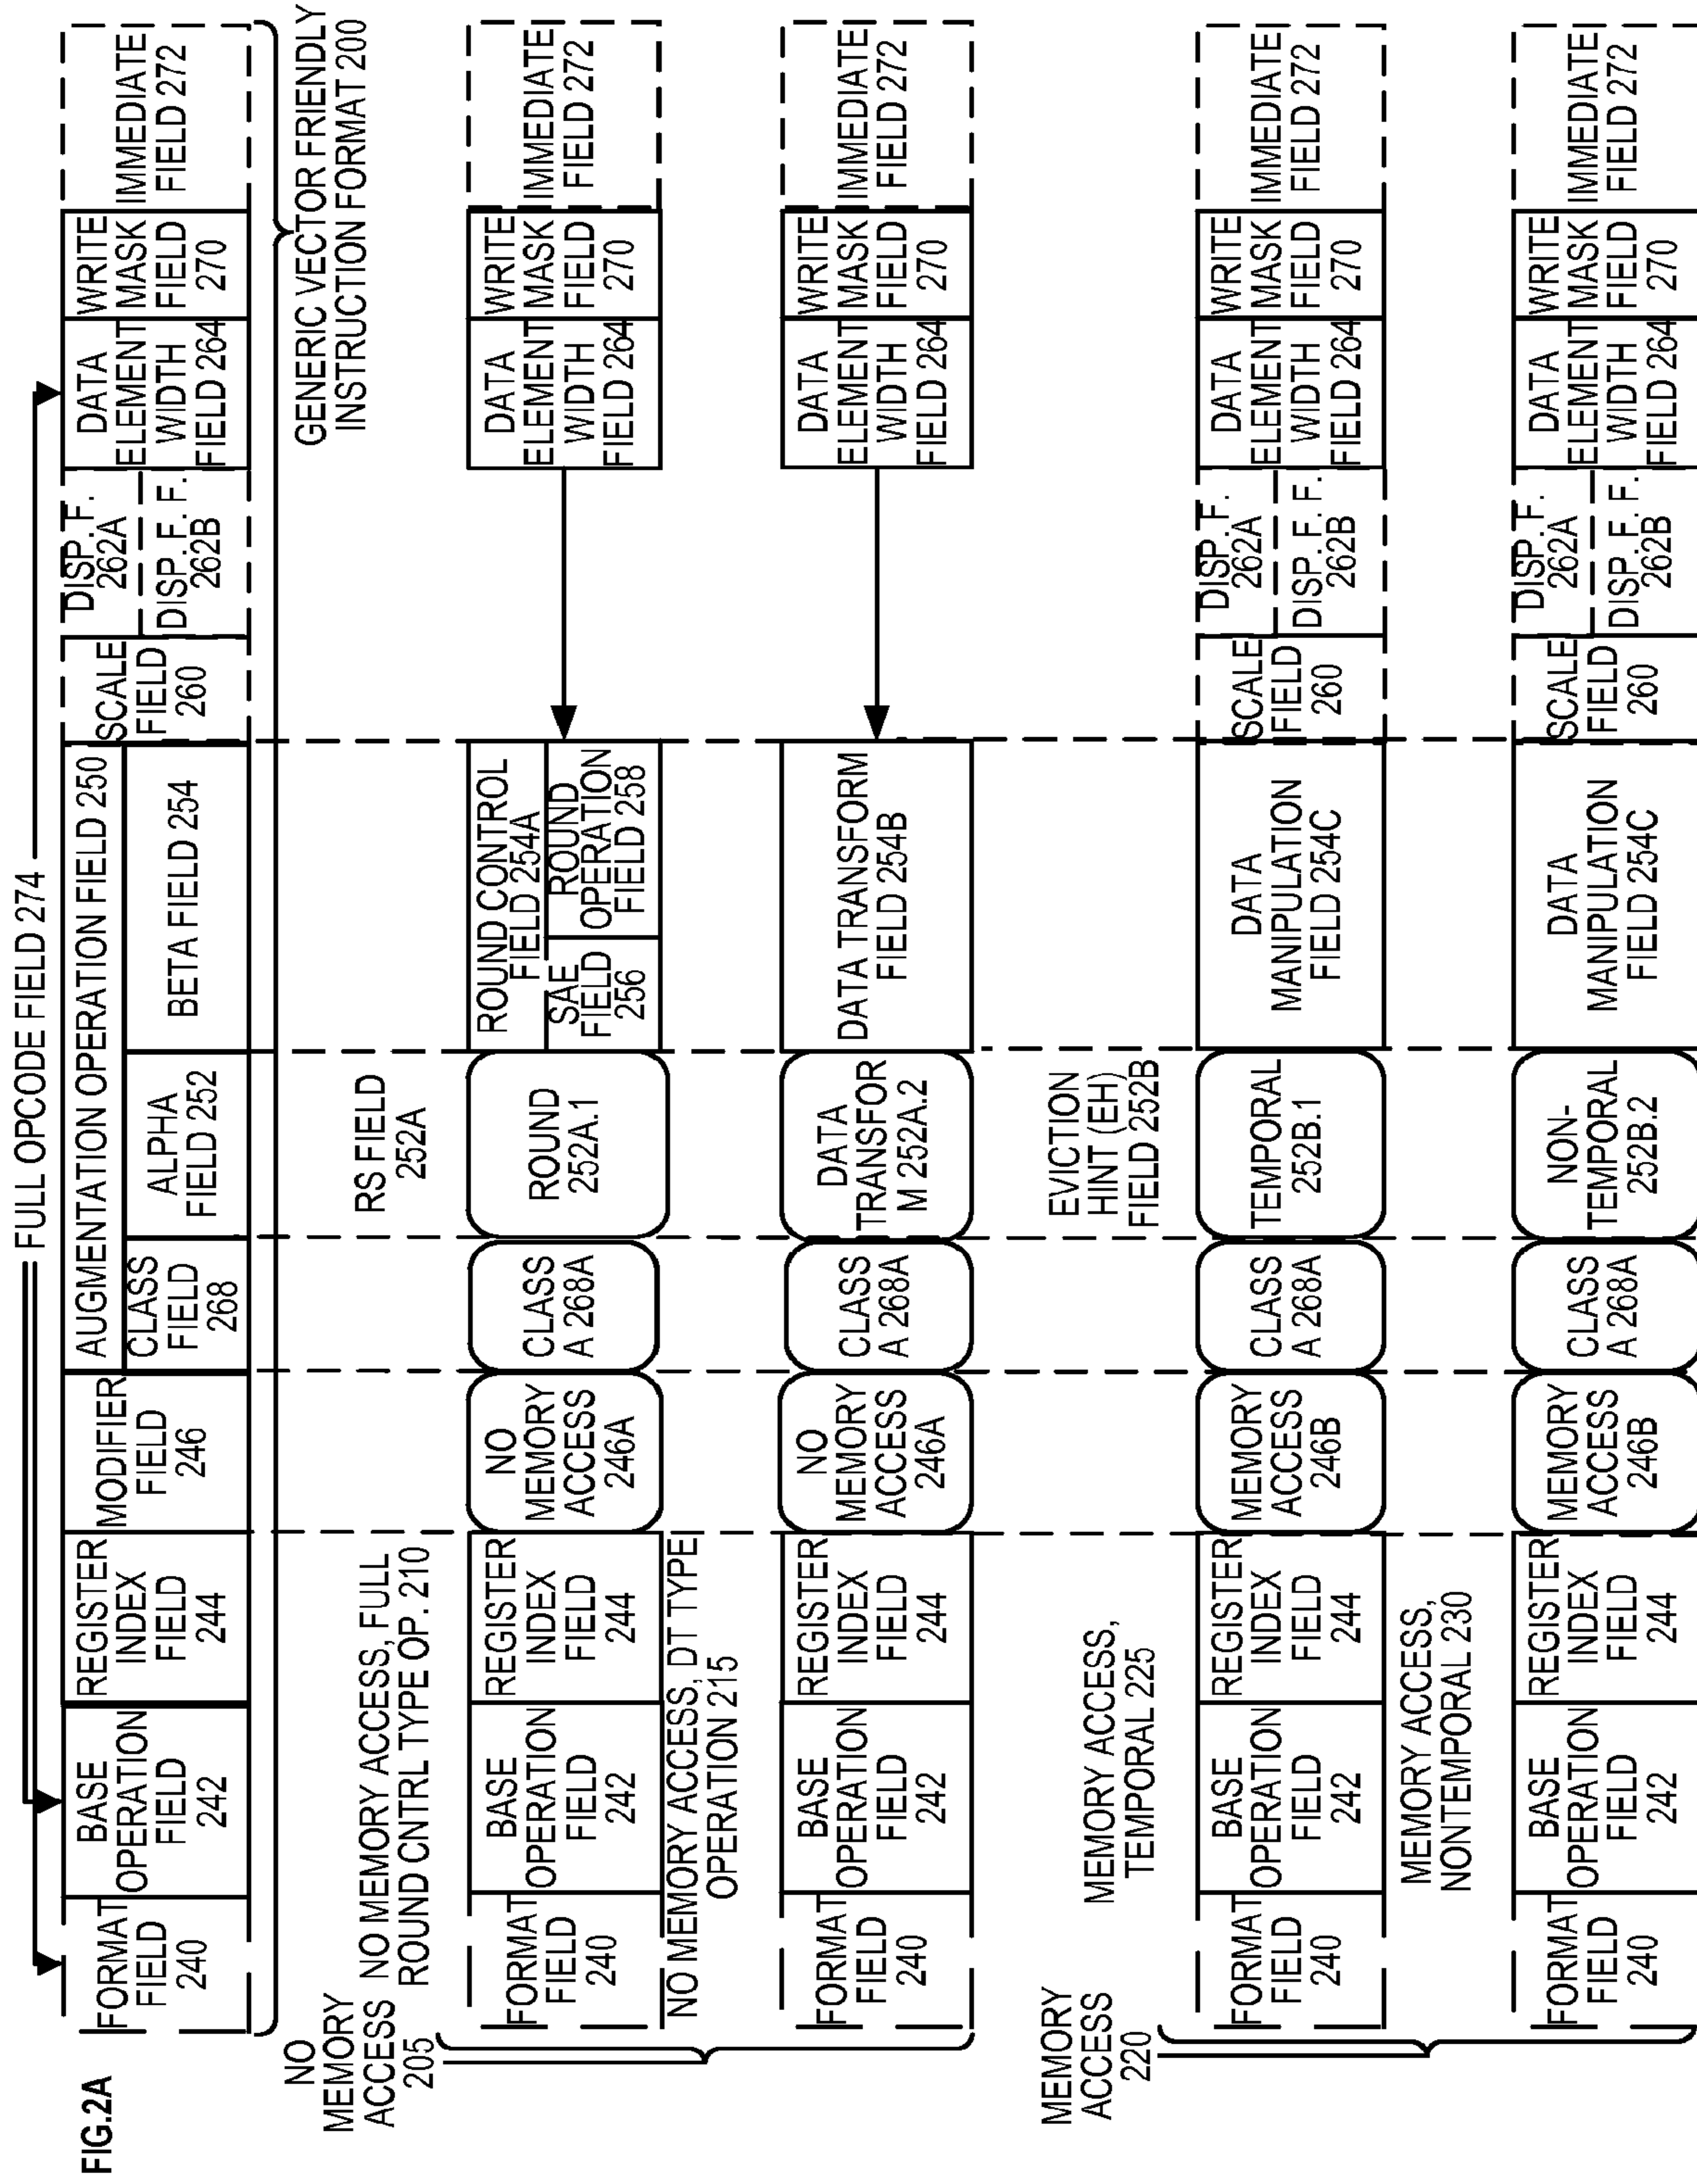 FIG.2A
FULL OPCODE FIELD 274
FORMAT
FIELD
240
BASE
OPERATION
FIELD
242
REGISTER
INDEX
FIELD
244
MODIFIER
FIELD
246
AUGMENTATION OPERATION FIELD 250
CLASS
FIELD
268
ALPHA
FIELD 252
BETA FIELD 254
SCALE
FIELD
260
DISP. F.
262A
DISP. F. F.
262B
DATA
ELEMENT
WIDTH
FIELD 264
WRITE
MASK
FIELD
270
IMMEDIATE
FIELD 272
GENERIC VECTOR FRIENDLY
INSTRUCTION FORMAT 200
NO
MEMORY
ACCESS
205
NO MEMORY ACCESS, FULL
ROUND CNTRL TYPE OP. 210
RS FIELD
252A
FORMAT
FIELD
240
BASE
OPERATION
FIELD
242
REGISTER
INDEX
FIELD
244
NO
MEMORY
ACCESS
246A
CLASS
A 268A
ROUND
252A.1
ROUND CONTROL
FIELD 254A
SAE
FIELD
256
ROUND
OPERATION
FIELD 258
DATA
ELEMENT
WIDTH
FIELD 264
WRITE
MASK
FIELD
270
IMMEDIATE
FIELD 272
NO MEMORY ACCESS, DT TYPE
OPERATION 215
FORMAT
FIELD
240
BASE
OPERATION
FIELD
242
REGISTER
INDEX
FIELD
244
NO
MEMORY
ACCESS
246A
CLASS
A 268A
DATA
TRANSFOR
M 252A.2
DATA TRANSFORM
FIELD 254B
DATA
ELEMENT
WIDTH
FIELD 264
WRITE
MASK
FIELD
270
IMMEDIATE
FIELD 272
MEMORY
ACCESS
220
MEMORY ACCESS,
TEMPORAL 225
EVICTION
HINT (EH)
FIELD 252B
FORMAT
FIELD
240
BASE
OPERATION
FIELD
242
REGISTER
INDEX
FIELD
244
MEMORY
ACCESS
246B
CLASS
A 268A
TEMPORAL
252B.1
DATA
MANIPULATION
FIELD 254C
SCALE
FIELD
260
DISP. F.
262A
DISP. F. F.
262B
DATA
ELEMENT
WIDTH
FIELD 264
WRITE
MASK
FIELD
270
IMMEDIATE
FIELD 272
MEMORY ACCESS,
NONTEMPORAL 230
FORMAT
FIELD
240
BASE
OPERATION
FIELD
242
REGISTER
INDEX
FIELD
244
MEMORY
ACCESS
246B
CLASS
A 268A
NON-
TEMPORAL
252B.2
DATA
MANIPULATION
FIELD 254C
SCALE
FIELD
260
DISP. F.
262A
DISP. F. F.
262B
DATA
ELEMENT
WIDTH
FIELD 264
WRITE
MASK
FIELD
270
IMMEDIATE
FIELD 272